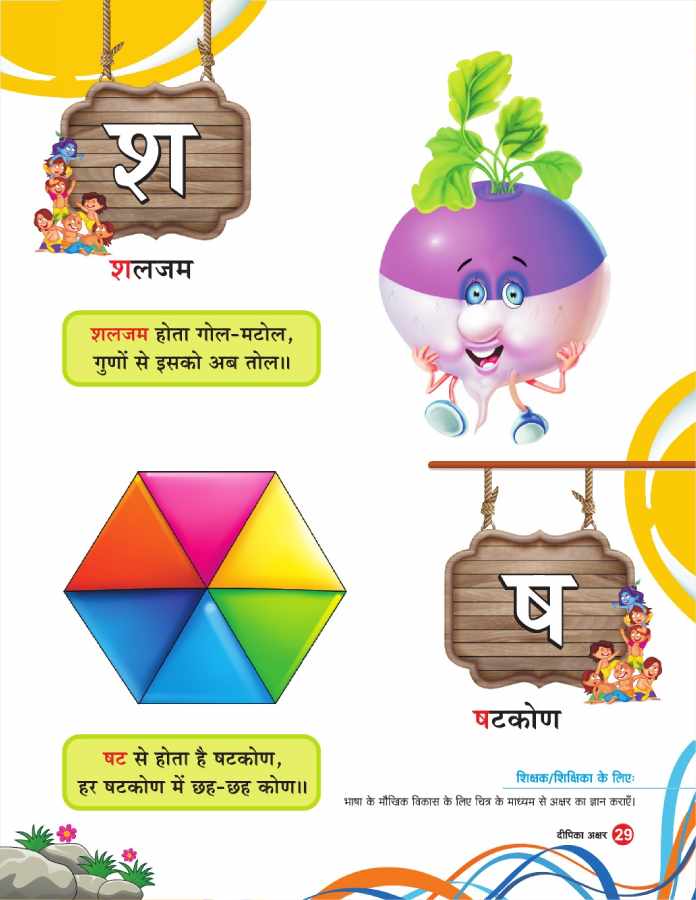 श
शलजम
शलजम होता गोल-मटोल,
गुणों से इसको अब तोल॥
ष
षटकोण
षट से होता है षटकोण,
हर षटकोण में छह-छह कोण॥
शिक्षक/शिक्षिका के लिएः
भाषा के मौखिक विकास के लिए चित्र के माध्यम से अक्षर का ज्ञान कराएँ।
दीपिका अक्षर 29